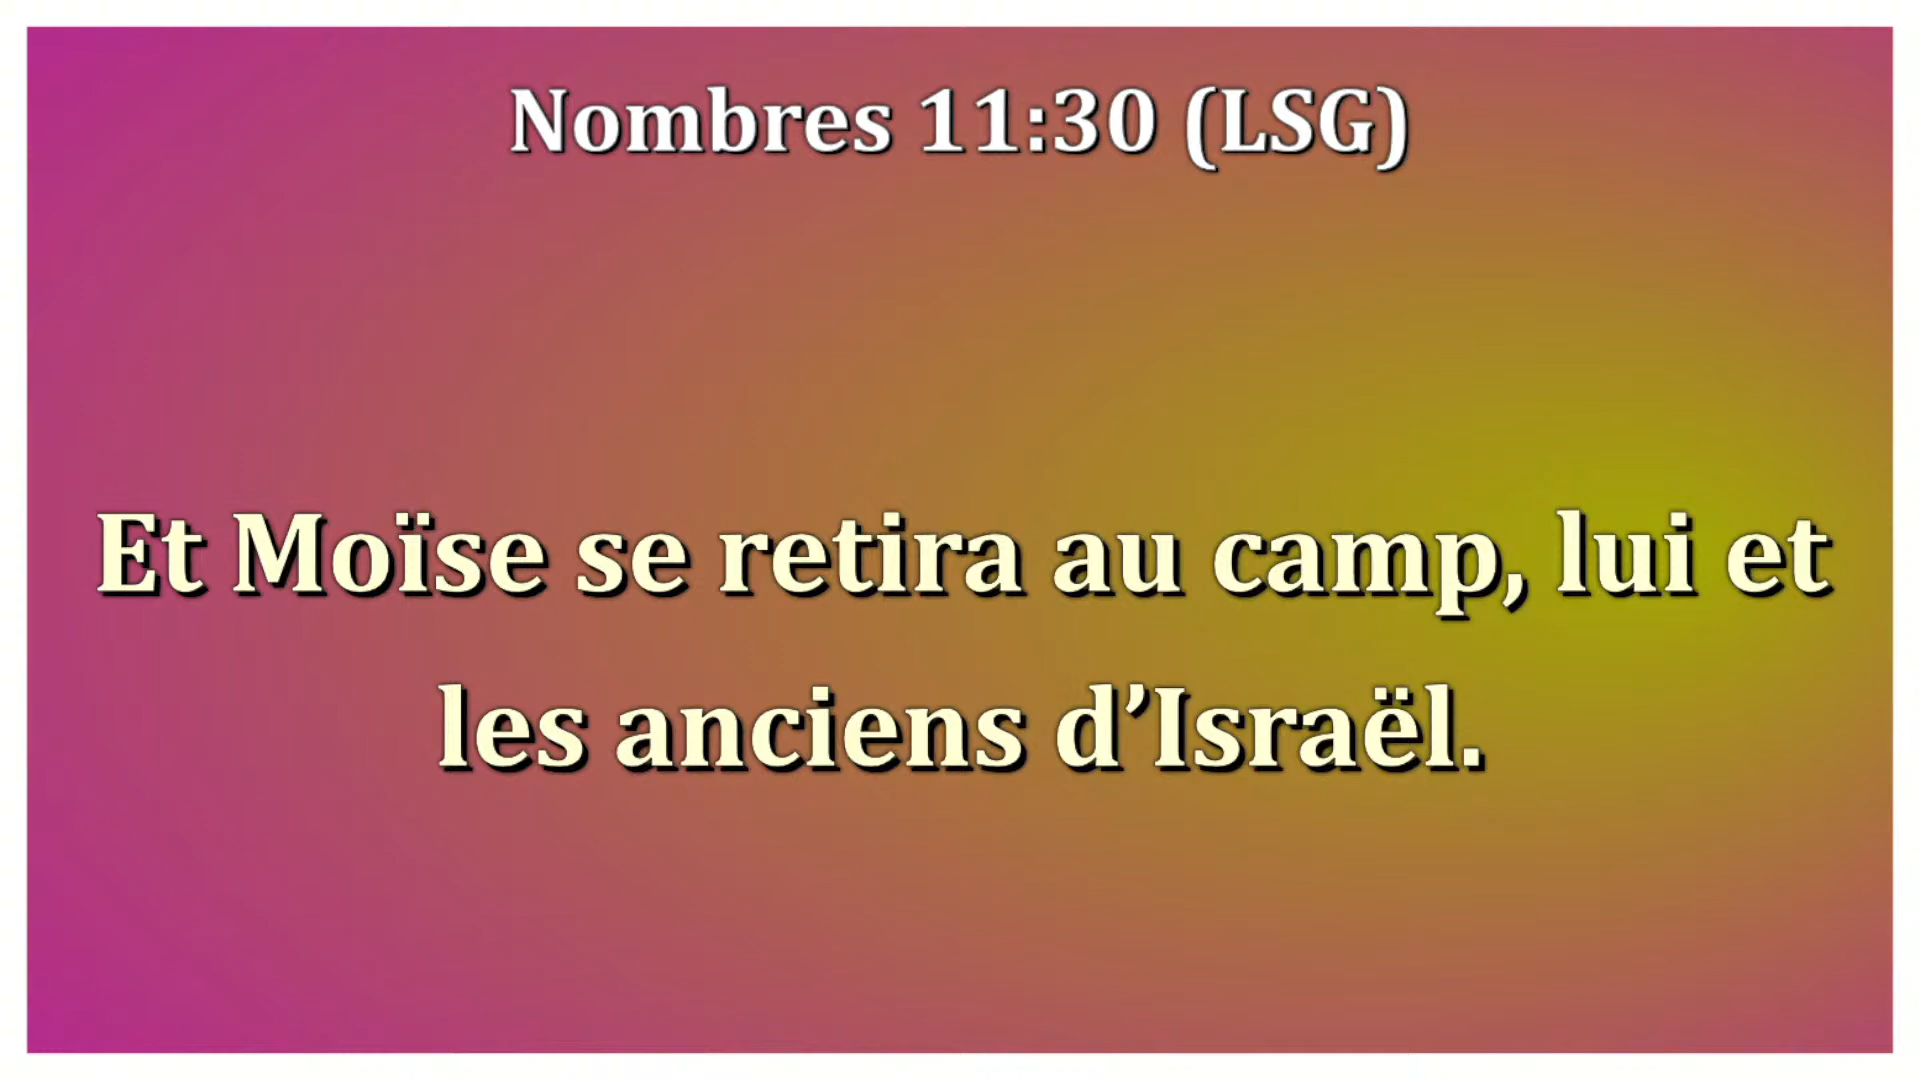 Nombres 11:30 (LSG)
Et Moïse se retira au camp, lui et
les anciens d’Israël.